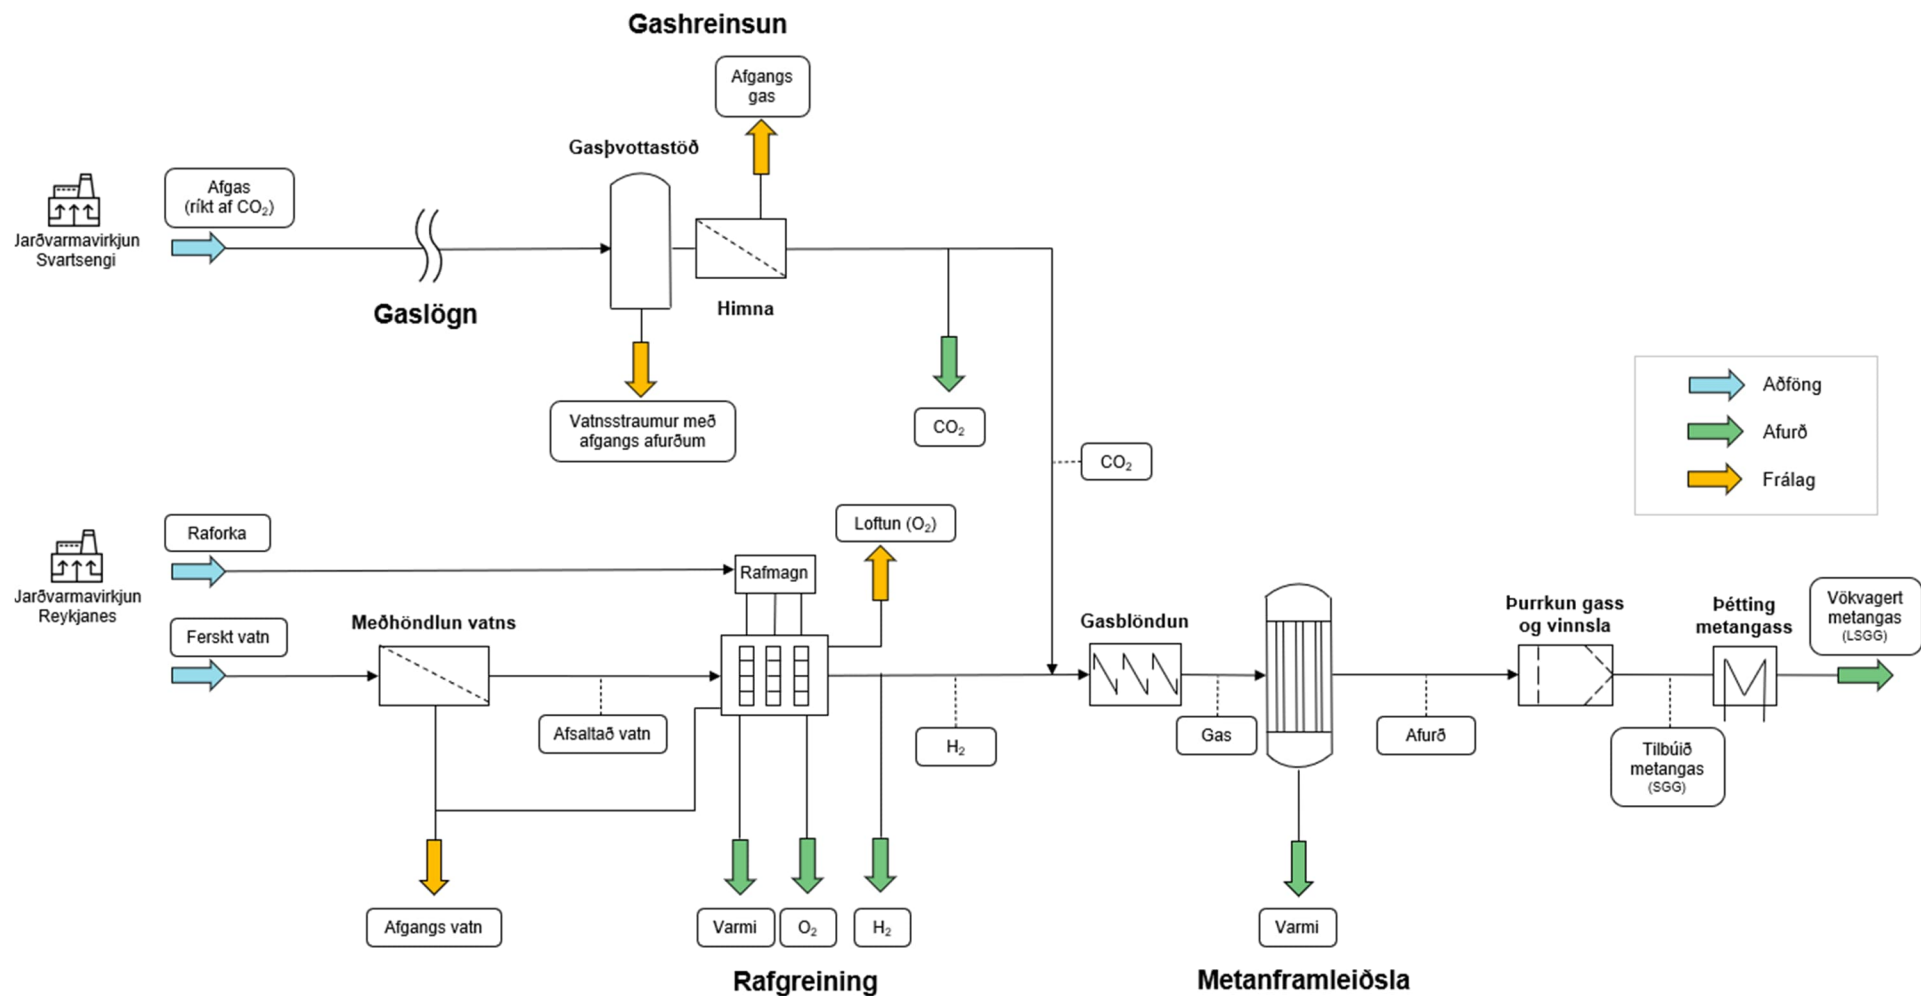 Gashreinsun
Afgangs
gas
Gasþvottastöð
Afgas
(ríkt af CO₂)
Jarðvarmavirkjun
Svartsengi
Gaslögn
Himna
Vatnsstraumur með
afgangs afurðum
CO₂
CO₂
Aðföng
Afurð
Frálag
Raforka
Loftun (O₂)
Jarðvarmavirkjun
Reykjanes
Rafmagn
Ferskt vatn
Meðhöndlun vatns
Afsaltað vatn
H₂
Gasblöndun
Gas
Afurð
Þurrkun gass
og vinnsla
Þétting
metangass
Vökvagert
metangas
(LSGG)
Tilbúið
metangas
(SGG)
Afgangs vatn
Varmi
O₂
H₂
Varmi
Rafgreining
Metanframleiðsla